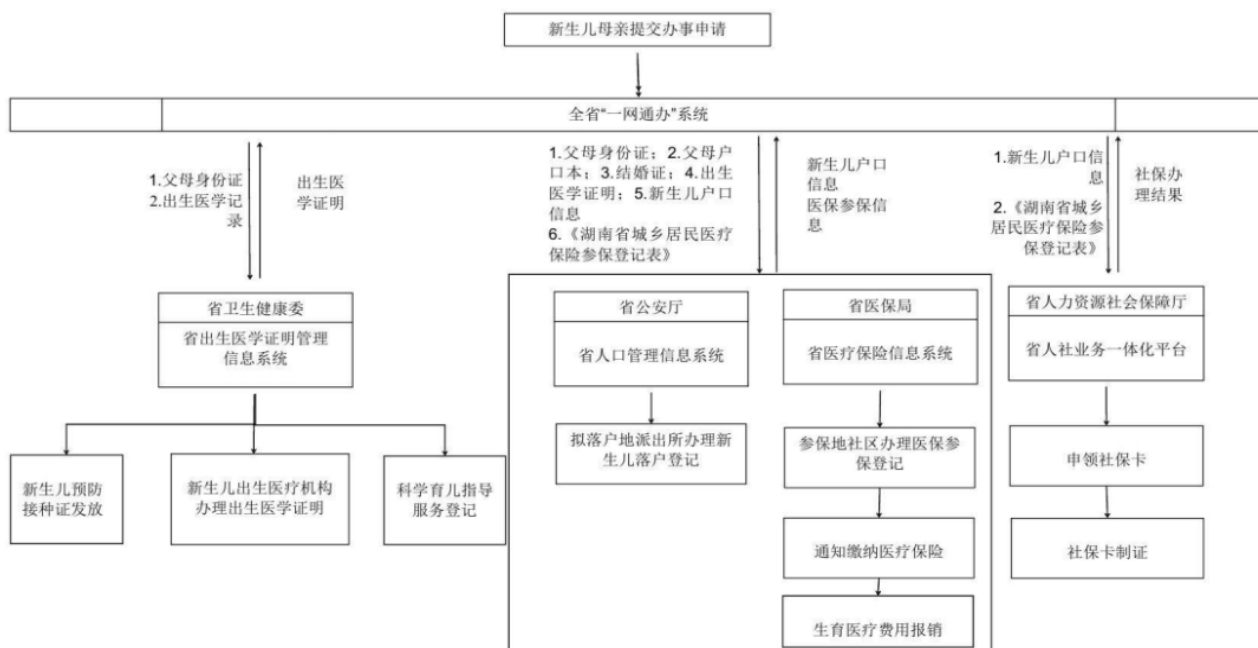 新生儿母亲提交办事申请
全省“一网通办”系统
1.父母身份证
2.出生医学记
录
出生医
学证明
1.父母身份证；2.父母户
口本；3.结婚证；4.出生
医学证明；5.新生儿户口
信息
6.《湖南省城乡居民医疗
保险参保登记表》
新生儿户口
信息
医保参保信
息
1.新生儿户口信
息
2.《湖南省城乡
居民医疗保险参
保登记表》
社保办
理结果
省卫生健康委
省出生医学证明管理
信息系统
省公安厅
省人口管理信息系统
省医保局
省医疗保险信息系统
省人力资源社会保障厅
省人社业务一体化平台
新生儿预防
接种证发放
新生儿出生医疗机构
办理出生医学证明
科学育儿指导
服务登记
拟落户地派出所办理新
生儿落户登记
参保地社区办理医保参
保登记
申领社保卡
通知缴纳医疗保险
社保卡制证
生育医疗费用报销